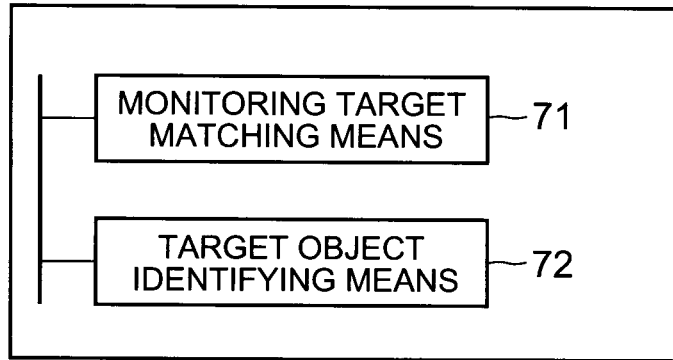 MONITORING TARGET
MATCHING MEANS
71
TARGET OBJECT
IDENTIFYING MEANS
72